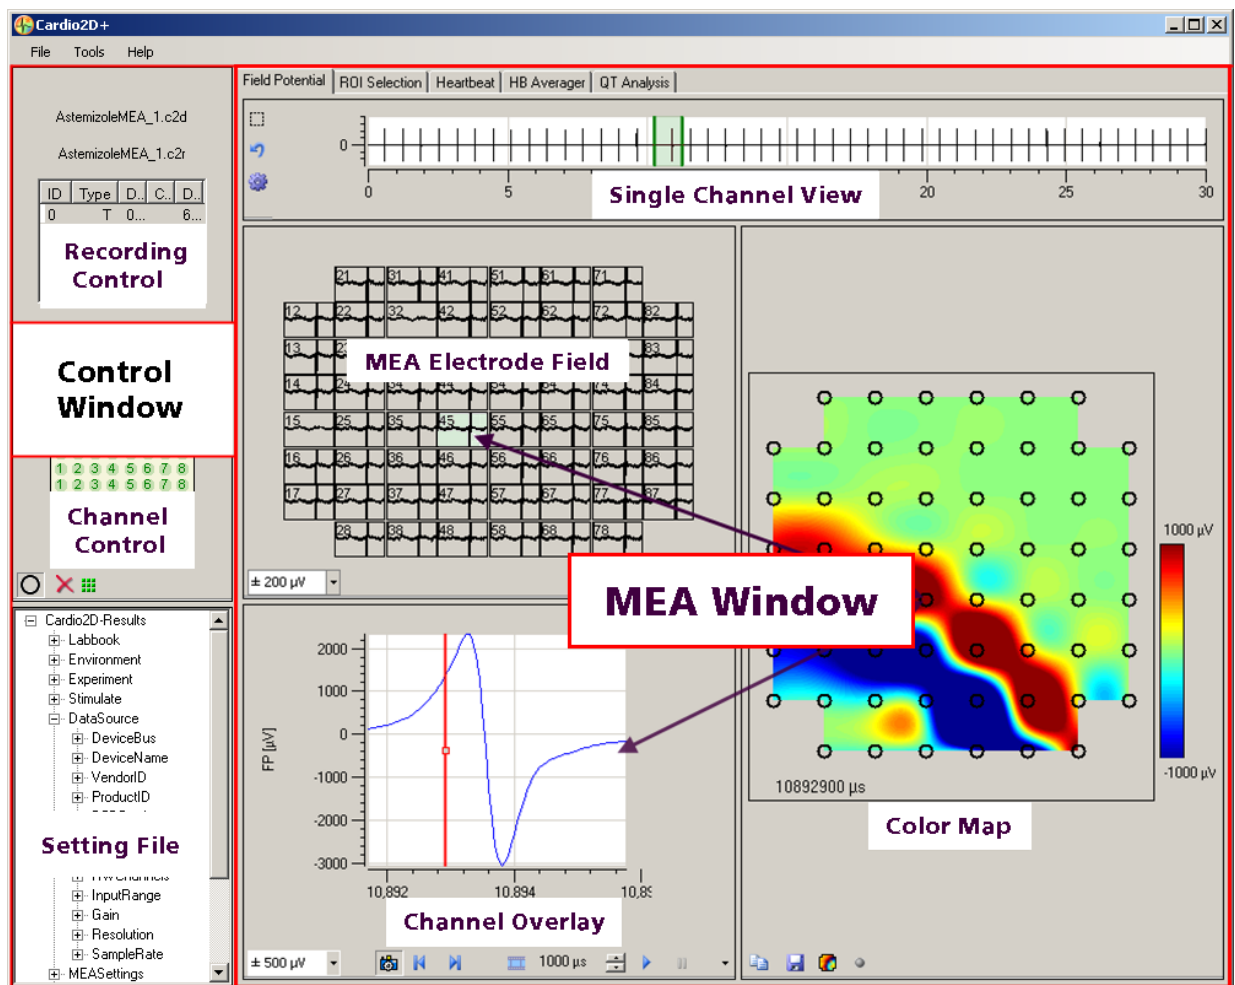 Cardio2D+
File Tools Help
AstemizoleMEA_1.c2d
AstemizoleMEA_1.c2r
ID Type D.. C.. D..
0 T 0... 6...
Recording
Control
Control
Window
1 2 3 4 5 6 7 8
1 2 3 4 5 6 7 8
Channel
Control
Cardio2D-Results
Labbook
Environment
Experiment
Stimulate
DataSource
DeviceBus
DeviceName
VendorID
ProductID
Setting File
InputRange
Gain
Resolution
SampleRate
MEASettings
Field Potential ROI Selection Heartbeat HB Averager QT Analysis
0
0 5 20 25 30
Single Channel View
21 31 41 51 61 71
12 22 32 42 52 62 72 82
13 83
MEA Electrode Field
14 24 34 44 54 64 74 84
15 25 35 45 55 65 75 85
16 26 36 46 56 66 76 86
17 27 37 47 57 67 77 87
28 38 48 58 68 78
± 200 µV
MEA Window
2000
1000
0
-1000
-2000
-3000
FP [µV]
10,892 10,894
Channel Overlay
± 500 µV 1000 µs
1000 µV
-1000 µV
10892900 µs
Color Map